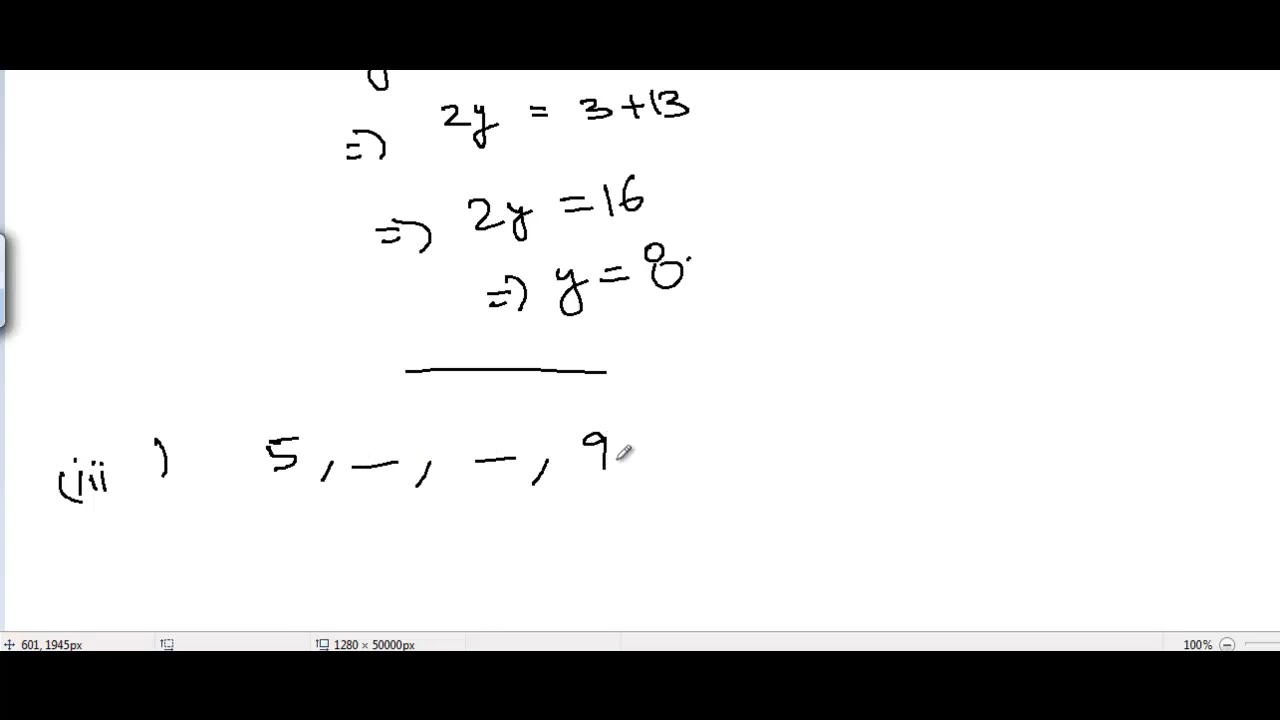 y
=> 2y = 3+13
=> 2y =16
=> y = 8.
(iii) 5, _, _, 9
601, 1945px 1280 × 50000px 100%